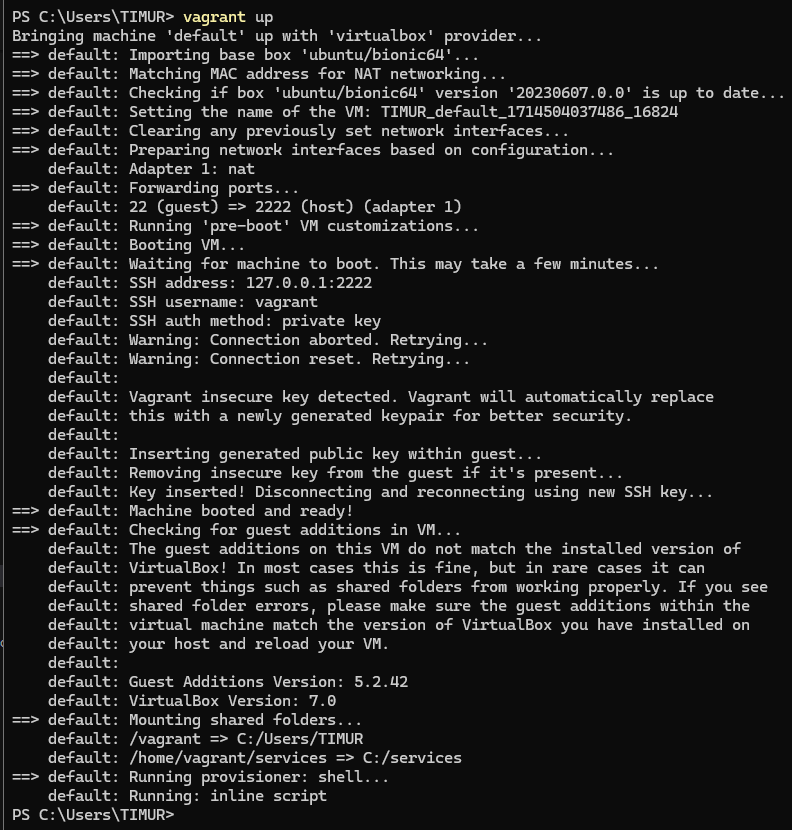 PS C:\Users\TIMUR> vagrant up
Bringing machine 'default' up with 'virtualbox' provider...
==> default: Importing base box 'ubuntu/bionic64'...
==> default: Matching MAC address for NAT networking...
==> default: Checking if box 'ubuntu/bionic64' version '20230607.0.0' is up to date...
==> default: Setting the name of the VM: TIMUR_default_1714504037486_16824
==> default: Clearing any previously set network interfaces...
==> default: Preparing network interfaces based on configuration...
    default: Adapter 1: nat
==> default: Forwarding ports...
    default: 22 (guest) => 2222 (host) (adapter 1)
==> default: Running 'pre-boot' VM customizations...
==> default: Booting VM...
==> default: Waiting for machine to boot. This may take a few minutes...
    default: SSH address: 127.0.0.1:2222
    default: SSH username: vagrant
    default: SSH auth method: private key
    default: Warning: Connection aborted. Retrying...
    default: Warning: Connection reset. Retrying...
    default:
    default: Vagrant insecure key detected. Vagrant will automatically replace
    default: this with a newly generated keypair for better security.
    default:
    default: Inserting generated public key within guest...
    default: Removing insecure key from the guest if it's present...
    default: Key inserted! Disconnecting and reconnecting using new SSH key...
==> default: Machine booted and ready!
==> default: Checking for guest additions in VM...
    default: The guest additions on this VM do not match the installed version of
    default: VirtualBox! In most cases this is fine, but in rare cases it can
    default: prevent things such as shared folders from working properly. If you see
    default: shared folder errors, please make sure the guest additions within the
    default: virtual machine match the version of VirtualBox you have installed on
    default: your host and reload your VM.
    default:
    default: Guest Additions Version: 5.2.42
    default: VirtualBox Version: 7.0
==> default: Mounting shared folders...
    default: /vagrant => C:/Users/TIMUR
    default: /home/vagrant/services => C:/services
==> default: Running provisioner: shell...
    default: Running: inline script
PS C:\Users\TIMUR>